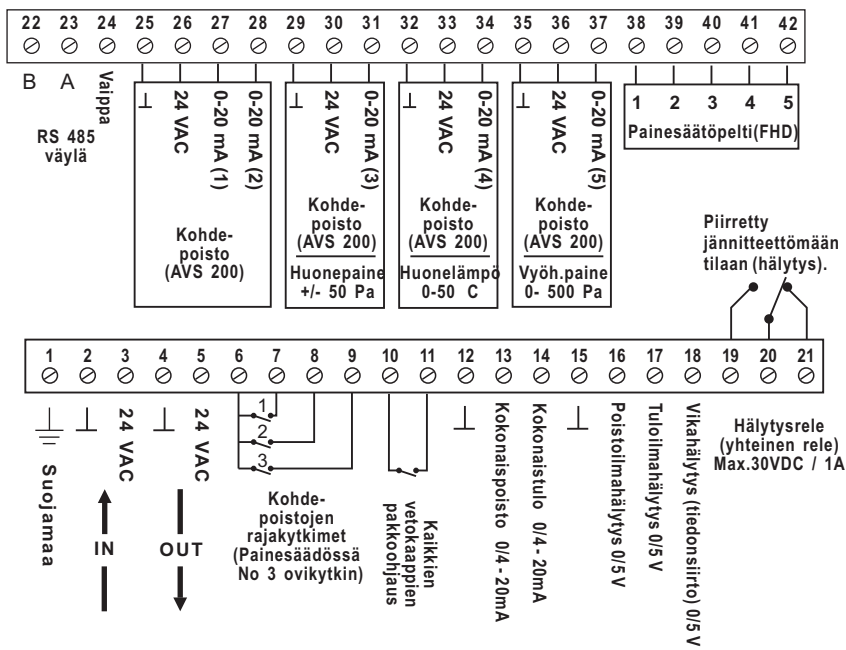 22 23 24 25 26 27 28 29 30 31 32 33 34 35 36 37 38 39 40 41 42
B A Vaippa
RS 485
väylä
⊥ 24 VAC 0-20 mA (1) 0-20 mA (2)
Kohde-
poisto
(AVS 200)
⊥ 24 VAC 0-20 mA (3)
Kohde-
poisto
(AVS 200)
Huonepaine
+/- 50 Pa
⊥ 24 VAC 0-20 mA (4)
Kohde-
poisto
(AVS 200)
Huonelämpö
0-50 C
⊥ 24 VAC 0-20 mA (5)
Kohde-
poisto
(AVS 200)
Vyöh.paine
0- 500 Pa
1 2 3 4 5
Painesäätöpelti(FHD)
Piirretty
jännitteettömään
tilaan (hälytys).
1 2 3 4 5 6 7 8 9 10 11 12 13 14 15 16 17 18 19 20 21
Suojamaa
⊥ 24 VAC
IN
⊥ 24 VAC
OUT
1
2
3
Kohde-
poistojen
rajakytkimet
(Painesäädössä
No 3 ovikytkin)
Kaikkien
vetokaappien
pakkoohjaus
⊥
Kokonaispoisto 0/4 - 20mA
Kokonaistulo 0/4 - 20mA
⊥
Poistoilmahälytys 0/5 V
Tuloilmahälytys 0/5 V
Vikahälytys (tiedonsiirto) 0/5 V
Hälytysrele
(yhteinen rele)
Max.30VDC / 1A